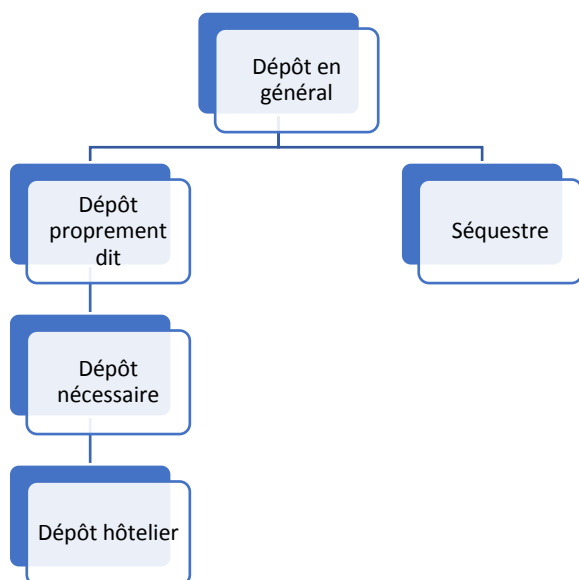 Dépôt en
général
Dépôt
proprement
dit
Séquestre
Dépôt
nécessaire
Dépôt hôtelier